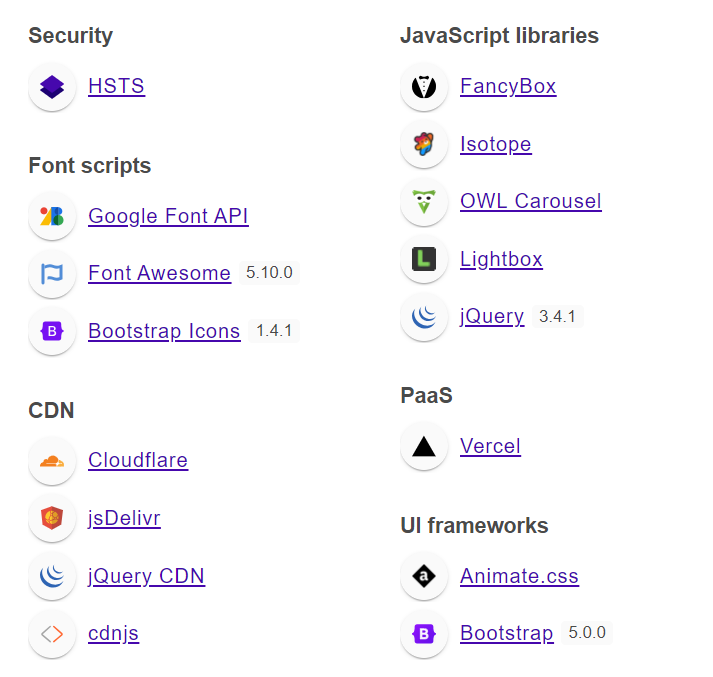 Security
HSTS
Font scripts
Google Font API
Font Awesome 5.10.0
Bootstrap Icons 1.4.1
CDN
Cloudflare
jsDelivr
jQuery CDN
cdnjs
JavaScript libraries
FancyBox
Isotope
OWL Carousel
Lightbox
jQuery 3.4.1
PaaS
Vercel
UI frameworks
Animate.css
Bootstrap 5.0.0